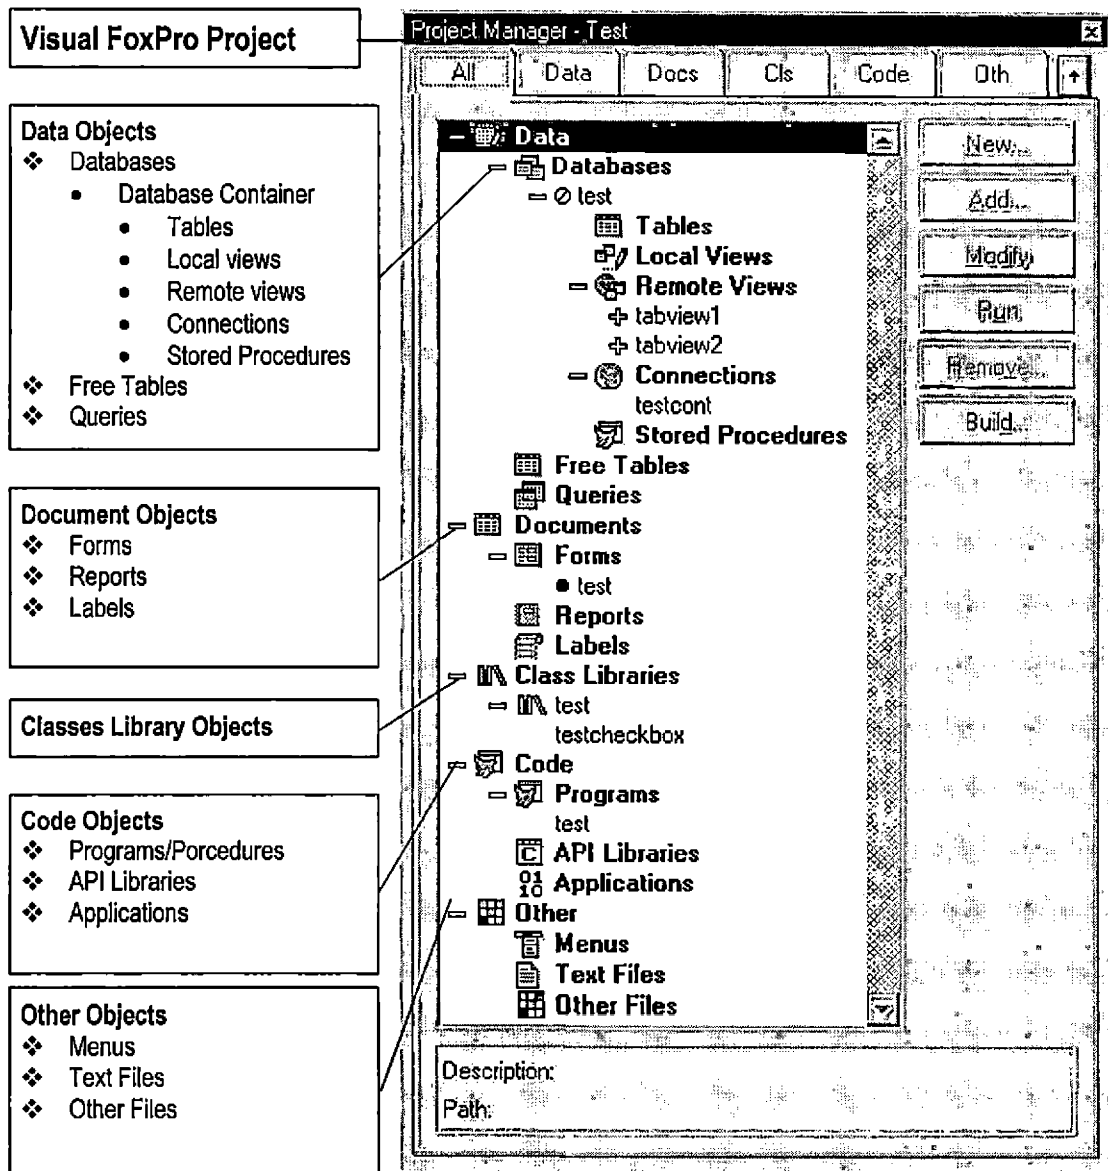 Visual FoxPro Project
Data Objects
❖ Databases
• Database Container
• Tables
• Local views
• Remote views
• Connections
• Stored Procedures
❖ Free Tables
❖ Queries
Document Objects
❖ Forms
❖ Reports
❖ Labels
Classes Library Objects
Code Objects
❖ Programs/Porcedures
❖ API Libraries
❖ Applications
Other Objects
❖ Menus
❖ Text Files
❖ Other Files
Project Manager - Test
All Data Docs Cls Code Oth
Data
Databases
test
Tables
Local Views
Remote Views
tabview1
tabview2
Connections
testcont
Stored Procedures
Free Tables
Queries
Documents
Forms
test
Reports
Labels
Class Libraries
test
testcheckbox
Code
Programs
test
API Libraries
Applications
Other
Menus
Text Files
Other Files
New...
Add...
Modify
Run
Remove...
Build...
Description:
Path: